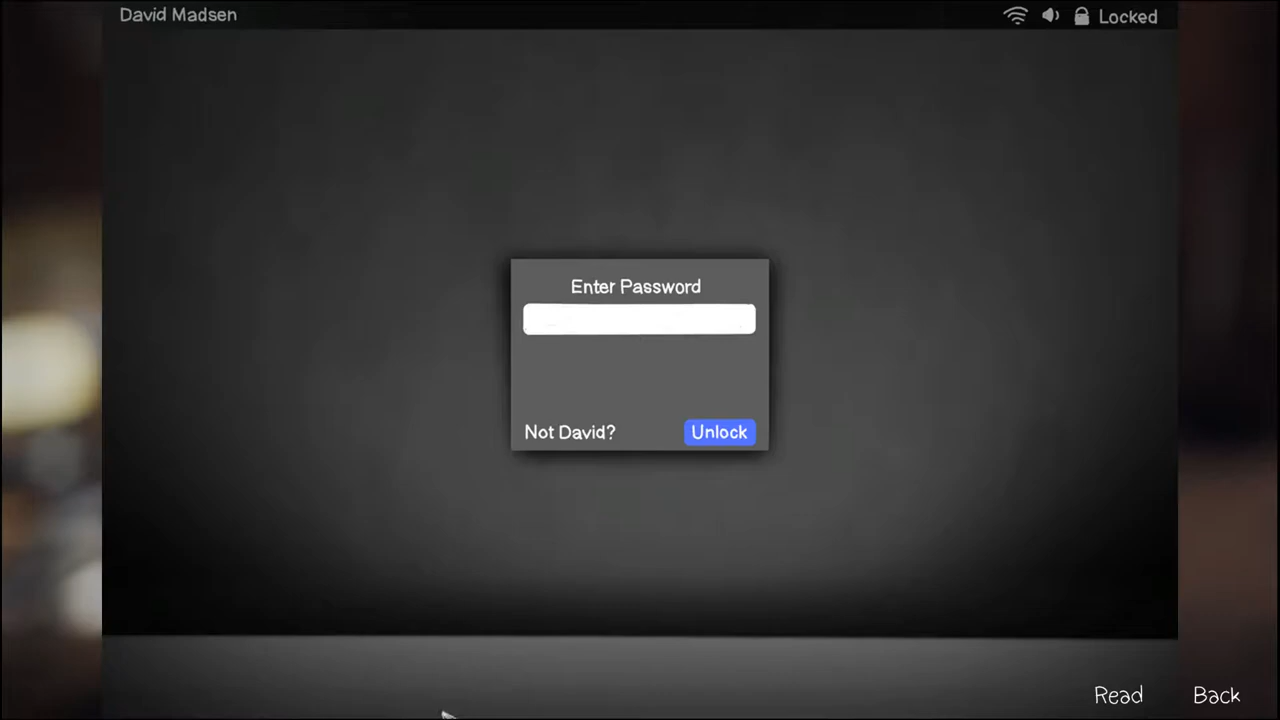 David Madsen
Locked
Enter Password
Not David?
Unlock
Read
Back